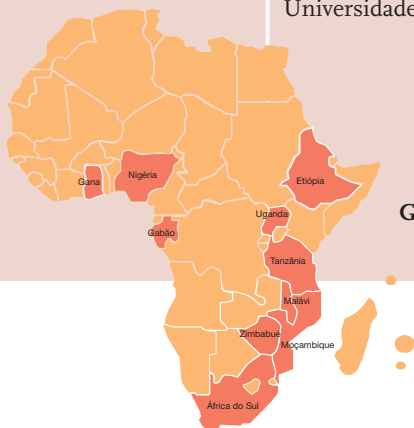 Universidade
Gana
Nigéria
Etiópia
Uganda
G
Gabão
Tanzânia
Malávi
Zimbabué
Moçambique
África do Sul